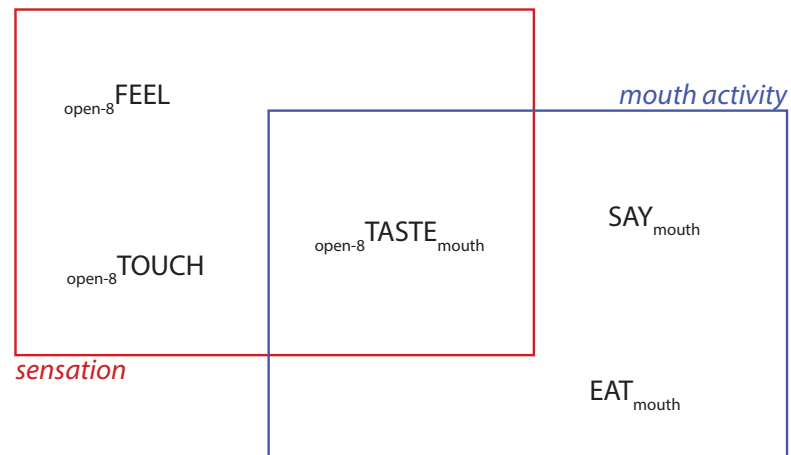 open-8FEEL
mouth activity
SAYmouth
open-8TASTEmouth
open-8TOUCH
sensation
EATmouth